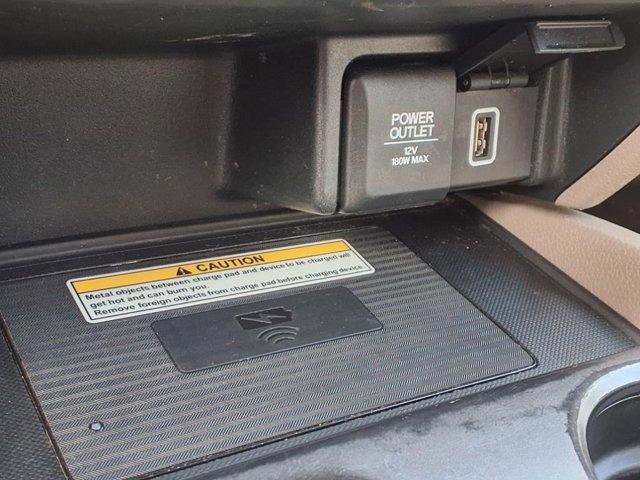 POWER
OUTLET
12V
180W MAX
CAUTION
Metal objects between charge pad and device to be charged will
get hot and can burn you.
Remove foreign objects from charge pad before charging device.